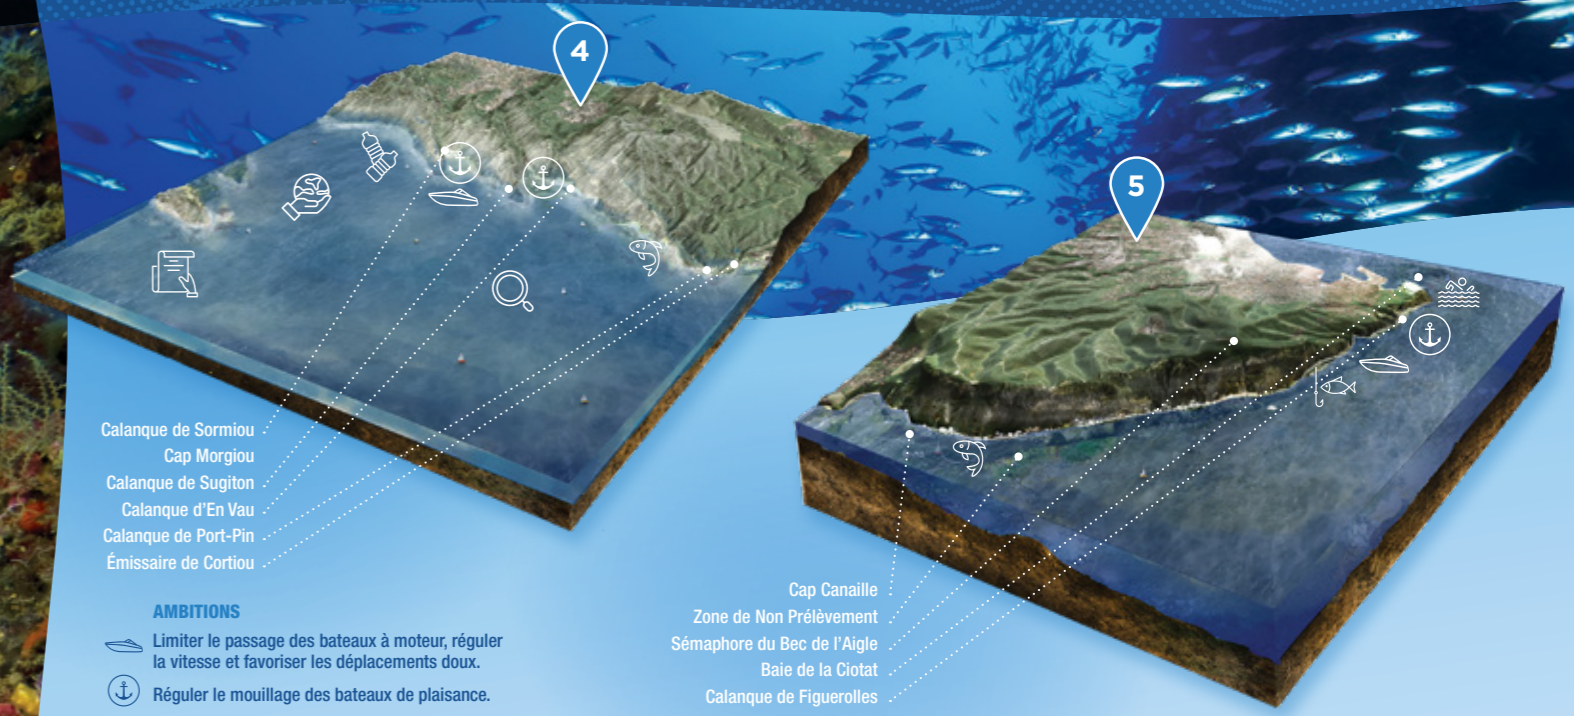 4
5
Calanque de Sormiou
Cap Morgiou
Calanque de Sugiton
Calanque d'En Vau
Calanque de Port-Pin
Émissaire de Cortiou
AMBITIONS
Limiter le passage des bateaux à moteur, réguler
la vitesse et favoriser les déplacements doux.
Réguler le mouillage des bateaux de plaisance.
Cap Canaille
Zone de Non Prélèvement
Sémaphore du Bec de l'Aigle
Baie de la Ciotat
Calanque de Figuerolles